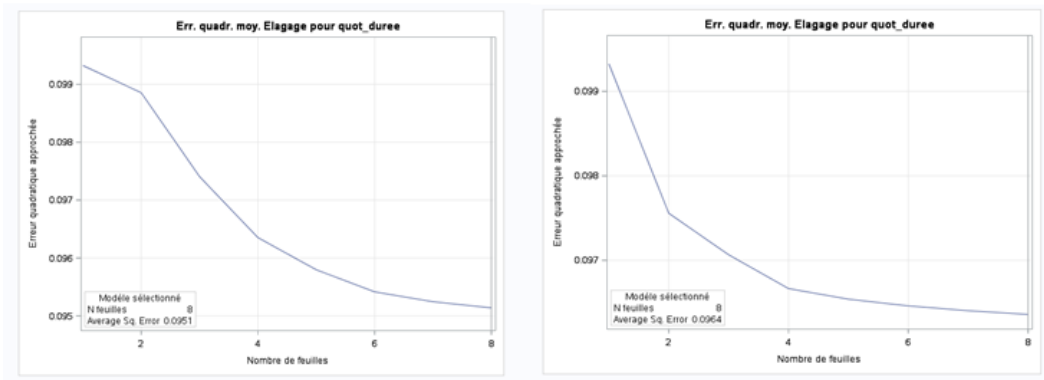 Err. quadr. moy. Elagage pour quot_duree
0.099
0.098
0.097
0.096
0.095
Erreur quadratique approchée
Modèle sélectionné
N feuilles 8
Average Sq. Error 0.0951
2 4 6 8
Nombre de feuilles
Err. quadr. moy. Elagage pour quot_duree
0.099
0.098
0.097
Erreur quadratique approchée
Modèle sélectionné
N feuilles 8
Average Sq. Error 0.0964
2 4 6 8
Nombre de feuilles